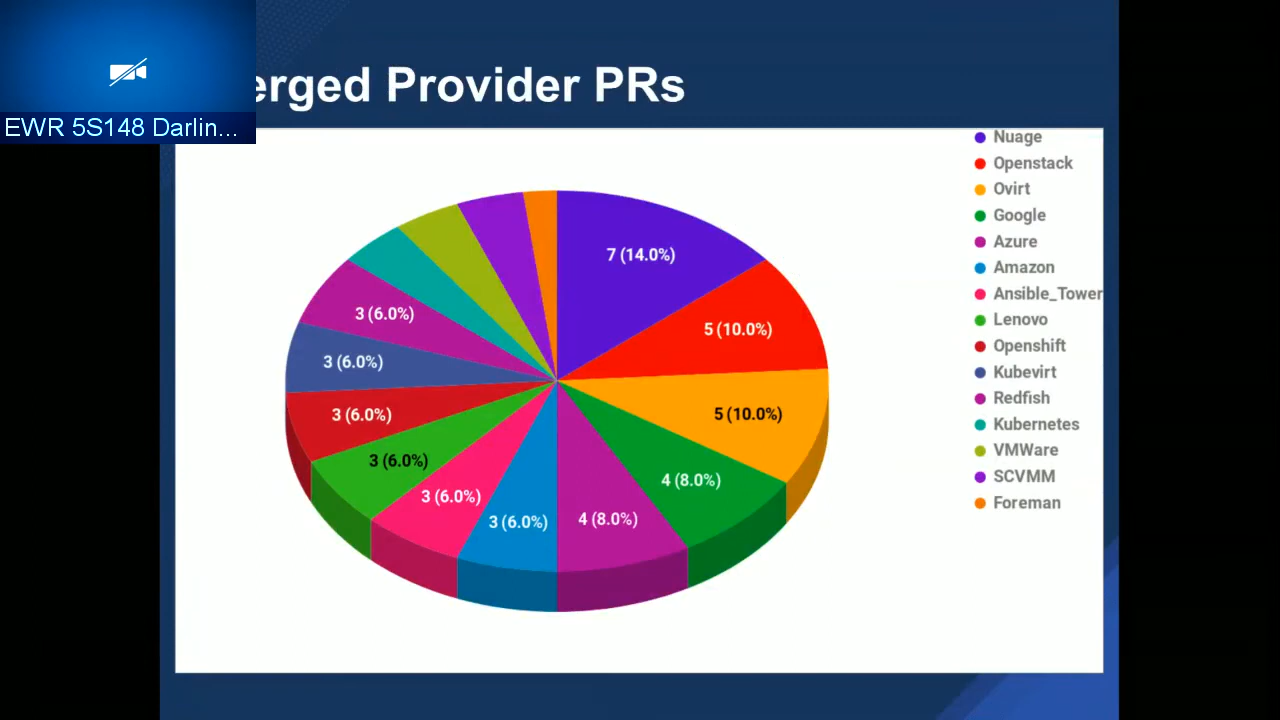 erged Provider PRs
EWR 5S148 Darlin...
Nuage
Openstack
Ovirt
Google
Azure
Amazon
Ansible_Tower
Lenovo
Openshift
Kubevirt
Redfish
Kubernetes
VMWare
SCVMM
Foreman
7 (14.0%)
5 (10.0%)
5 (10.0%)
4 (8.0%)
4 (8.0%)
3 (6.0%)
3 (6.0%)
3 (6.0%)
3 (6.0%)
3 (6.0%)
3 (6.0%)